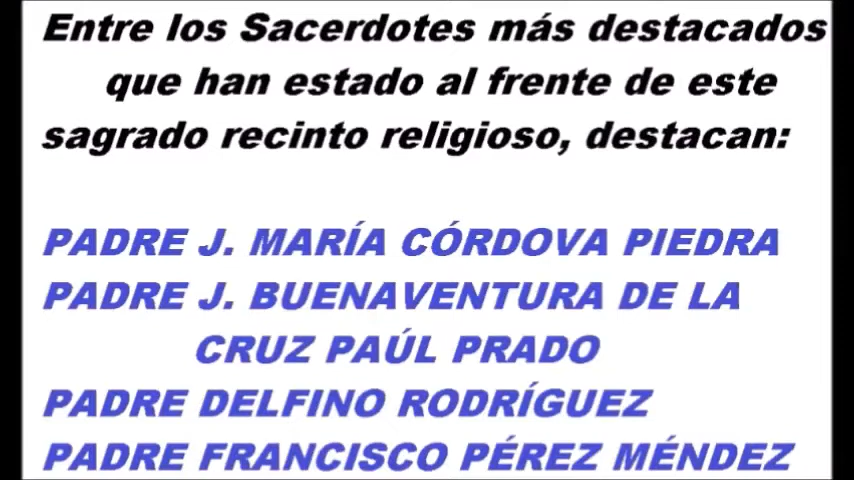 Entre los Sacerdotes más destacados
que han estado al frente de este
sagrado recinto religioso, destacan:
PADRE J. MARÍA CÓRDOVA PIEDRA
PADRE J. BUENAVENTURA DE LA
CRUZ PAÚL PRADO
PADRE DELFINO RODRÍGUEZ
PADRE FRANCISCO PÉREZ MÉNDEZ